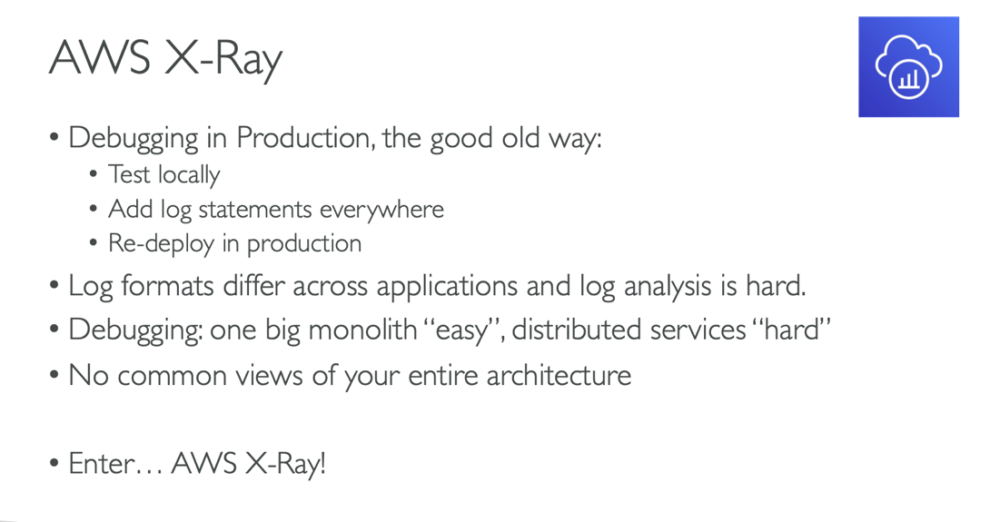 AWS X-Ray
• Debugging in Production, the good old way:
• Test locally
• Add log statements everywhere
• Re-deploy in production
• Log formats differ across applications and log analysis is hard.
• Debugging: one big monolith “easy”, distributed services “hard”
• No common views of your entire architecture
• Enter… AWS X-Ray!